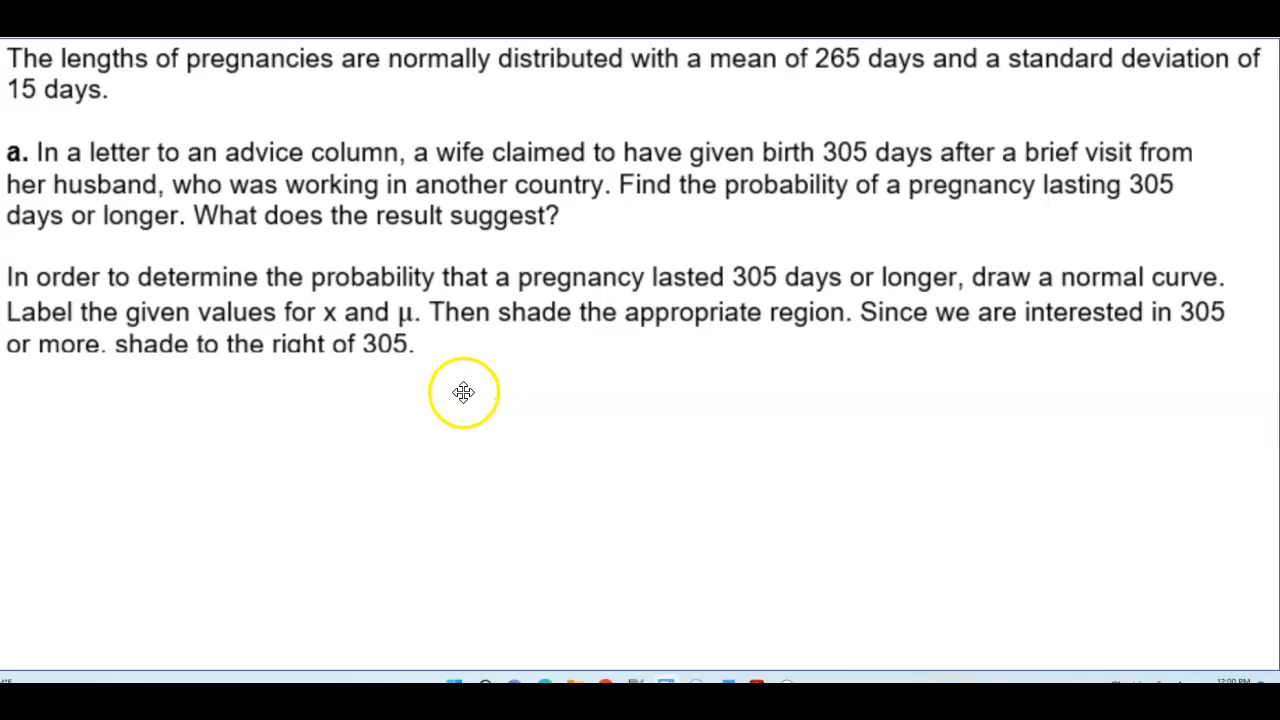 The lengths of pregnancies are normally distributed with a mean of 265 days and a standard deviation of
15 days.
a. In a letter to an advice column, a wife claimed to have given birth 305 days after a brief visit from
her husband, who was working in another country. Find the probability of a pregnancy lasting 305
days or longer. What does the result suggest?
In order to determine the probability that a pregnancy lasted 305 days or longer, draw a normal curve.
Label the given values for x and μ. Then shade the appropriate region. Since we are interested in 305
or more, shade to the right of 305.
12:00 PM